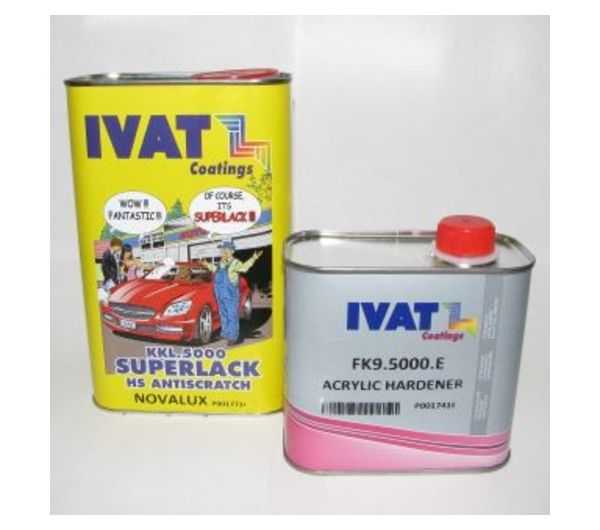 IVAT
Coatings
WOW!!
FANTASTIC!!
OF COURSE,
IT'S
SUPERLACK!!
KKL.5000
SUPERLACK
HS ANTISCRATCH
NOVALUX
IVAT
Coatings
FK9.5000.E
ACRYLIC HARDENER